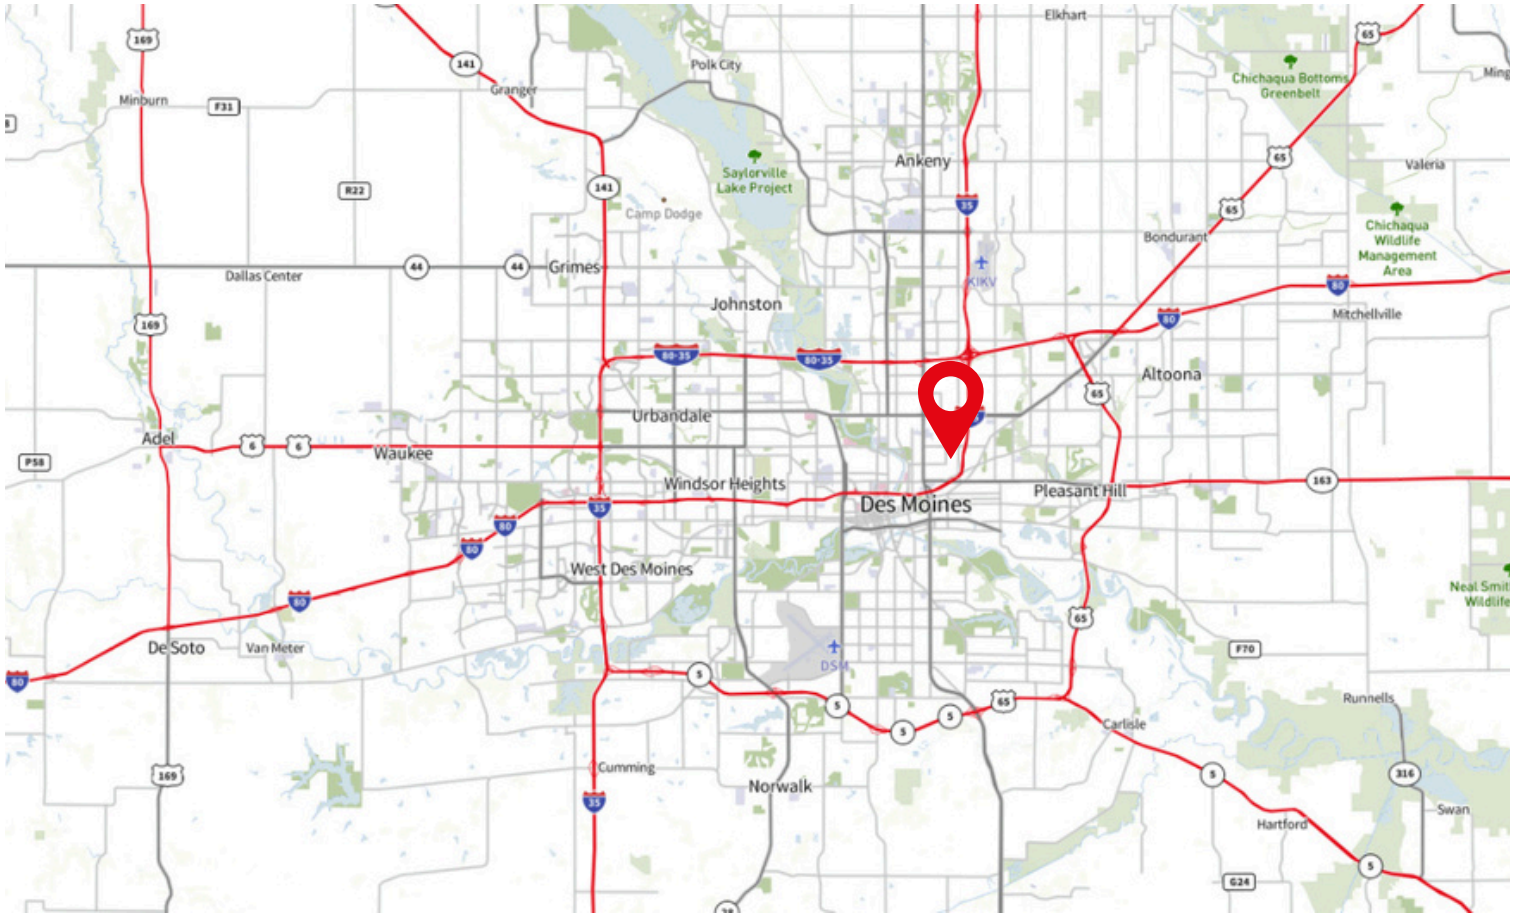 Elkhart
65
169
141
Polk City
Chichaqua Bottoms
Greenbelt
Granger
Minburn
F31
Ankeny
65
Valeria
Saylorville
Lake Project
141
R22
35
65
Camp Dodge
Chichaqua
Wildlife
Management
Area
Bondurant
44
44
Grimes
Dallas Center
KIKV
80
Johnston
Mitchellville
80
169
80-35
80-35
Altoona
65
Urbandale
Adel
6
6
Waukee
P58
Windsor Heights
Pleasant Hill
163
35
Des Moines
80
80
West Des Moines
Neal Smit
Wildlife
80
65
De Soto
Van Meter
DSM
F70
80
5
Runnells
5
5
65
5
Carlisle
Cumming
169
5
316
Norwalk
35
Swan
Hartford
5
G24